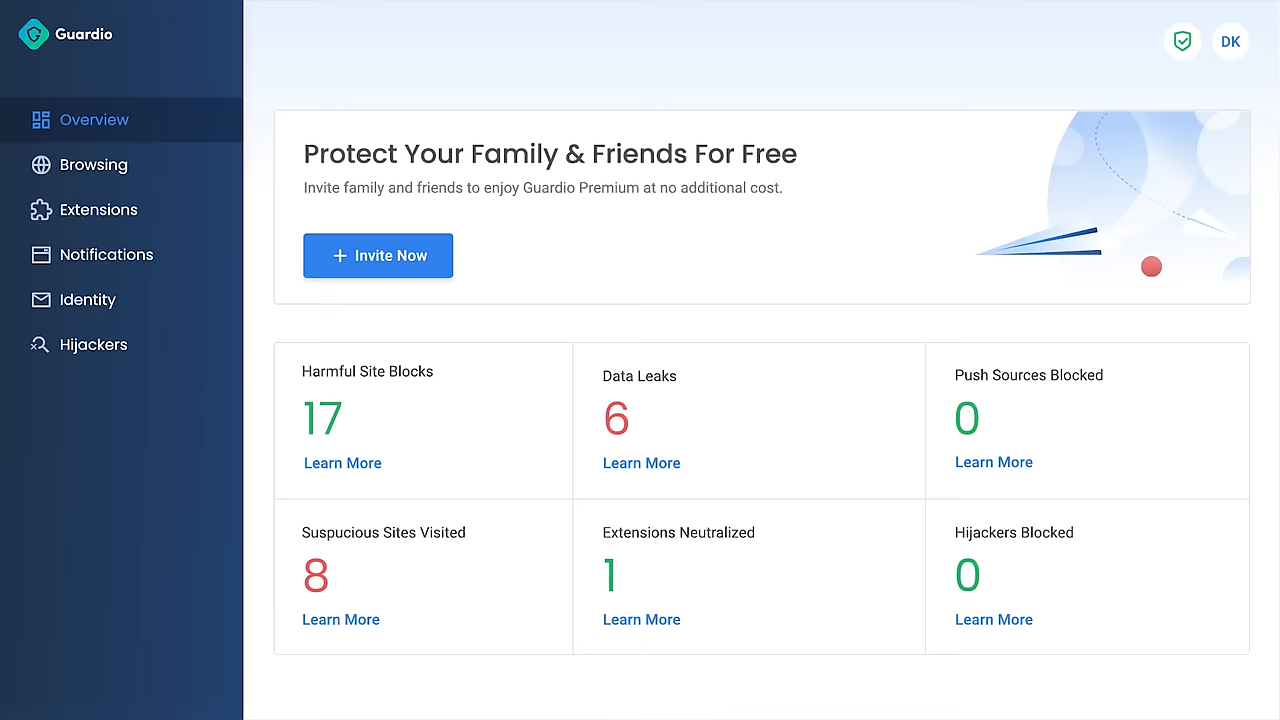 Guardio
DK
Overview
Browsing
Extensions
Notifications
Identity
Hijackers
Protect Your Family & Friends For Free
Invite family and friends to enjoy Guardio Premium at no additional cost.
+ Invite Now
Harmful Site Blocks
17
Learn More
Data Leaks
6
Learn More
Push Sources Blocked
0
Learn More
Suspucious Sites Visited
8
Learn More
Extensions Neutralized
1
Learn More
Hijackers Blocked
0
Learn More